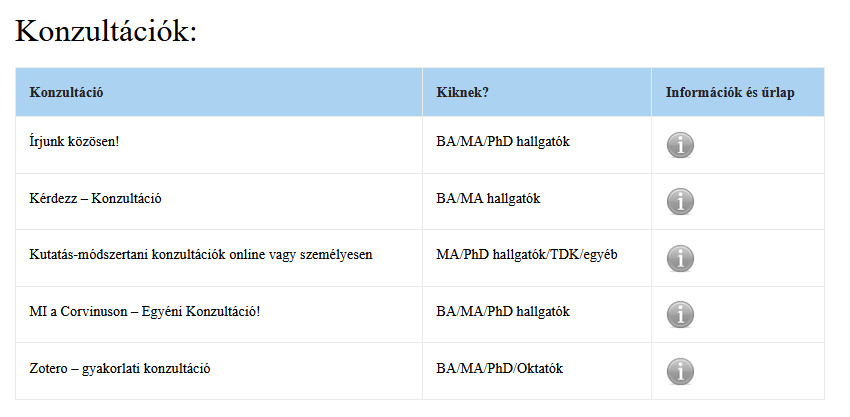 Konzultációk:
Konzultáció Kiknek? Információk és űrlap
Írjunk közösen! BA/MA/PhD hallgatók
Kérdezz – Konzultáció BA/MA hallgatók
Kutatás-módszertani konzultációk online vagy személyesen MA/PhD hallgatók/TDK/egyéb
MI a Corvinuson – Egyéni Konzultáció! BA/MA/PhD hallgatók
Zotero – gyakorlati konzultáció BA/MA/PhD/Oktatók